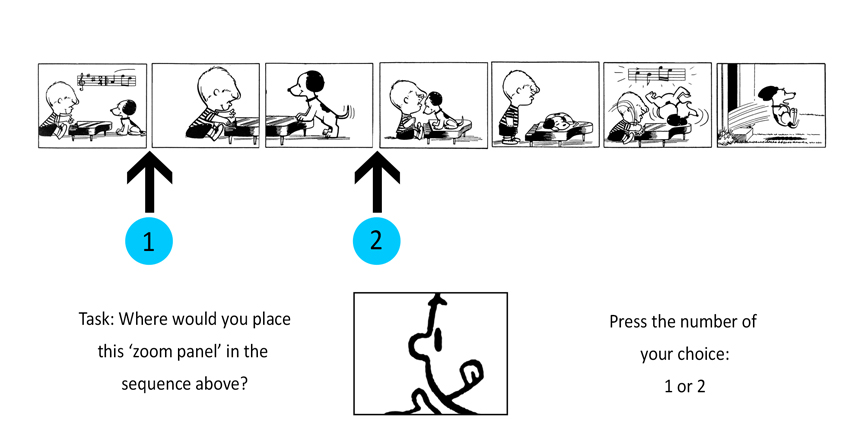 1
2
Task: Where would you place
this ‘zoom panel’ in the
sequence above?
Press the number of
your choice:
1 or 2